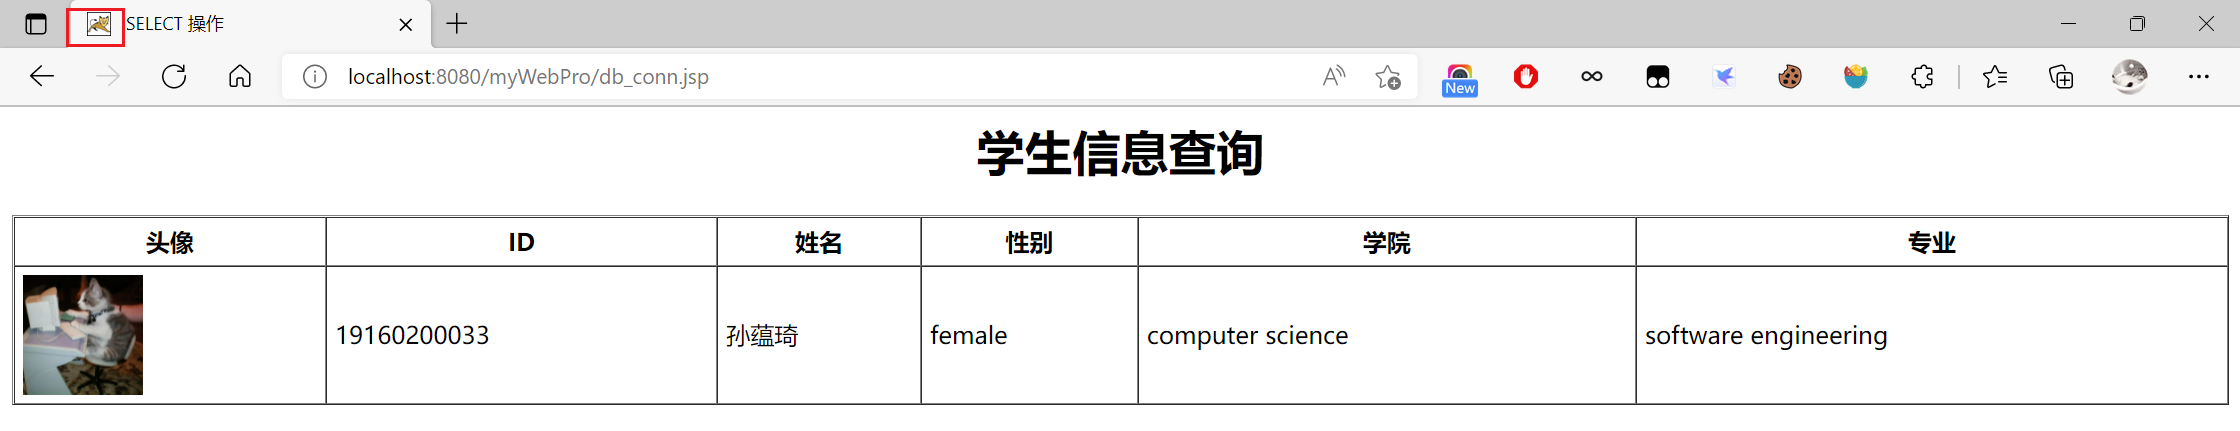 SELECT 操作
localhost:8080/myWebPro/db_conn.jsp
New
学生信息查询
头像 ID 姓名 性别 学院 专业
19160200033 孙蕴琦 female computer science software engineering